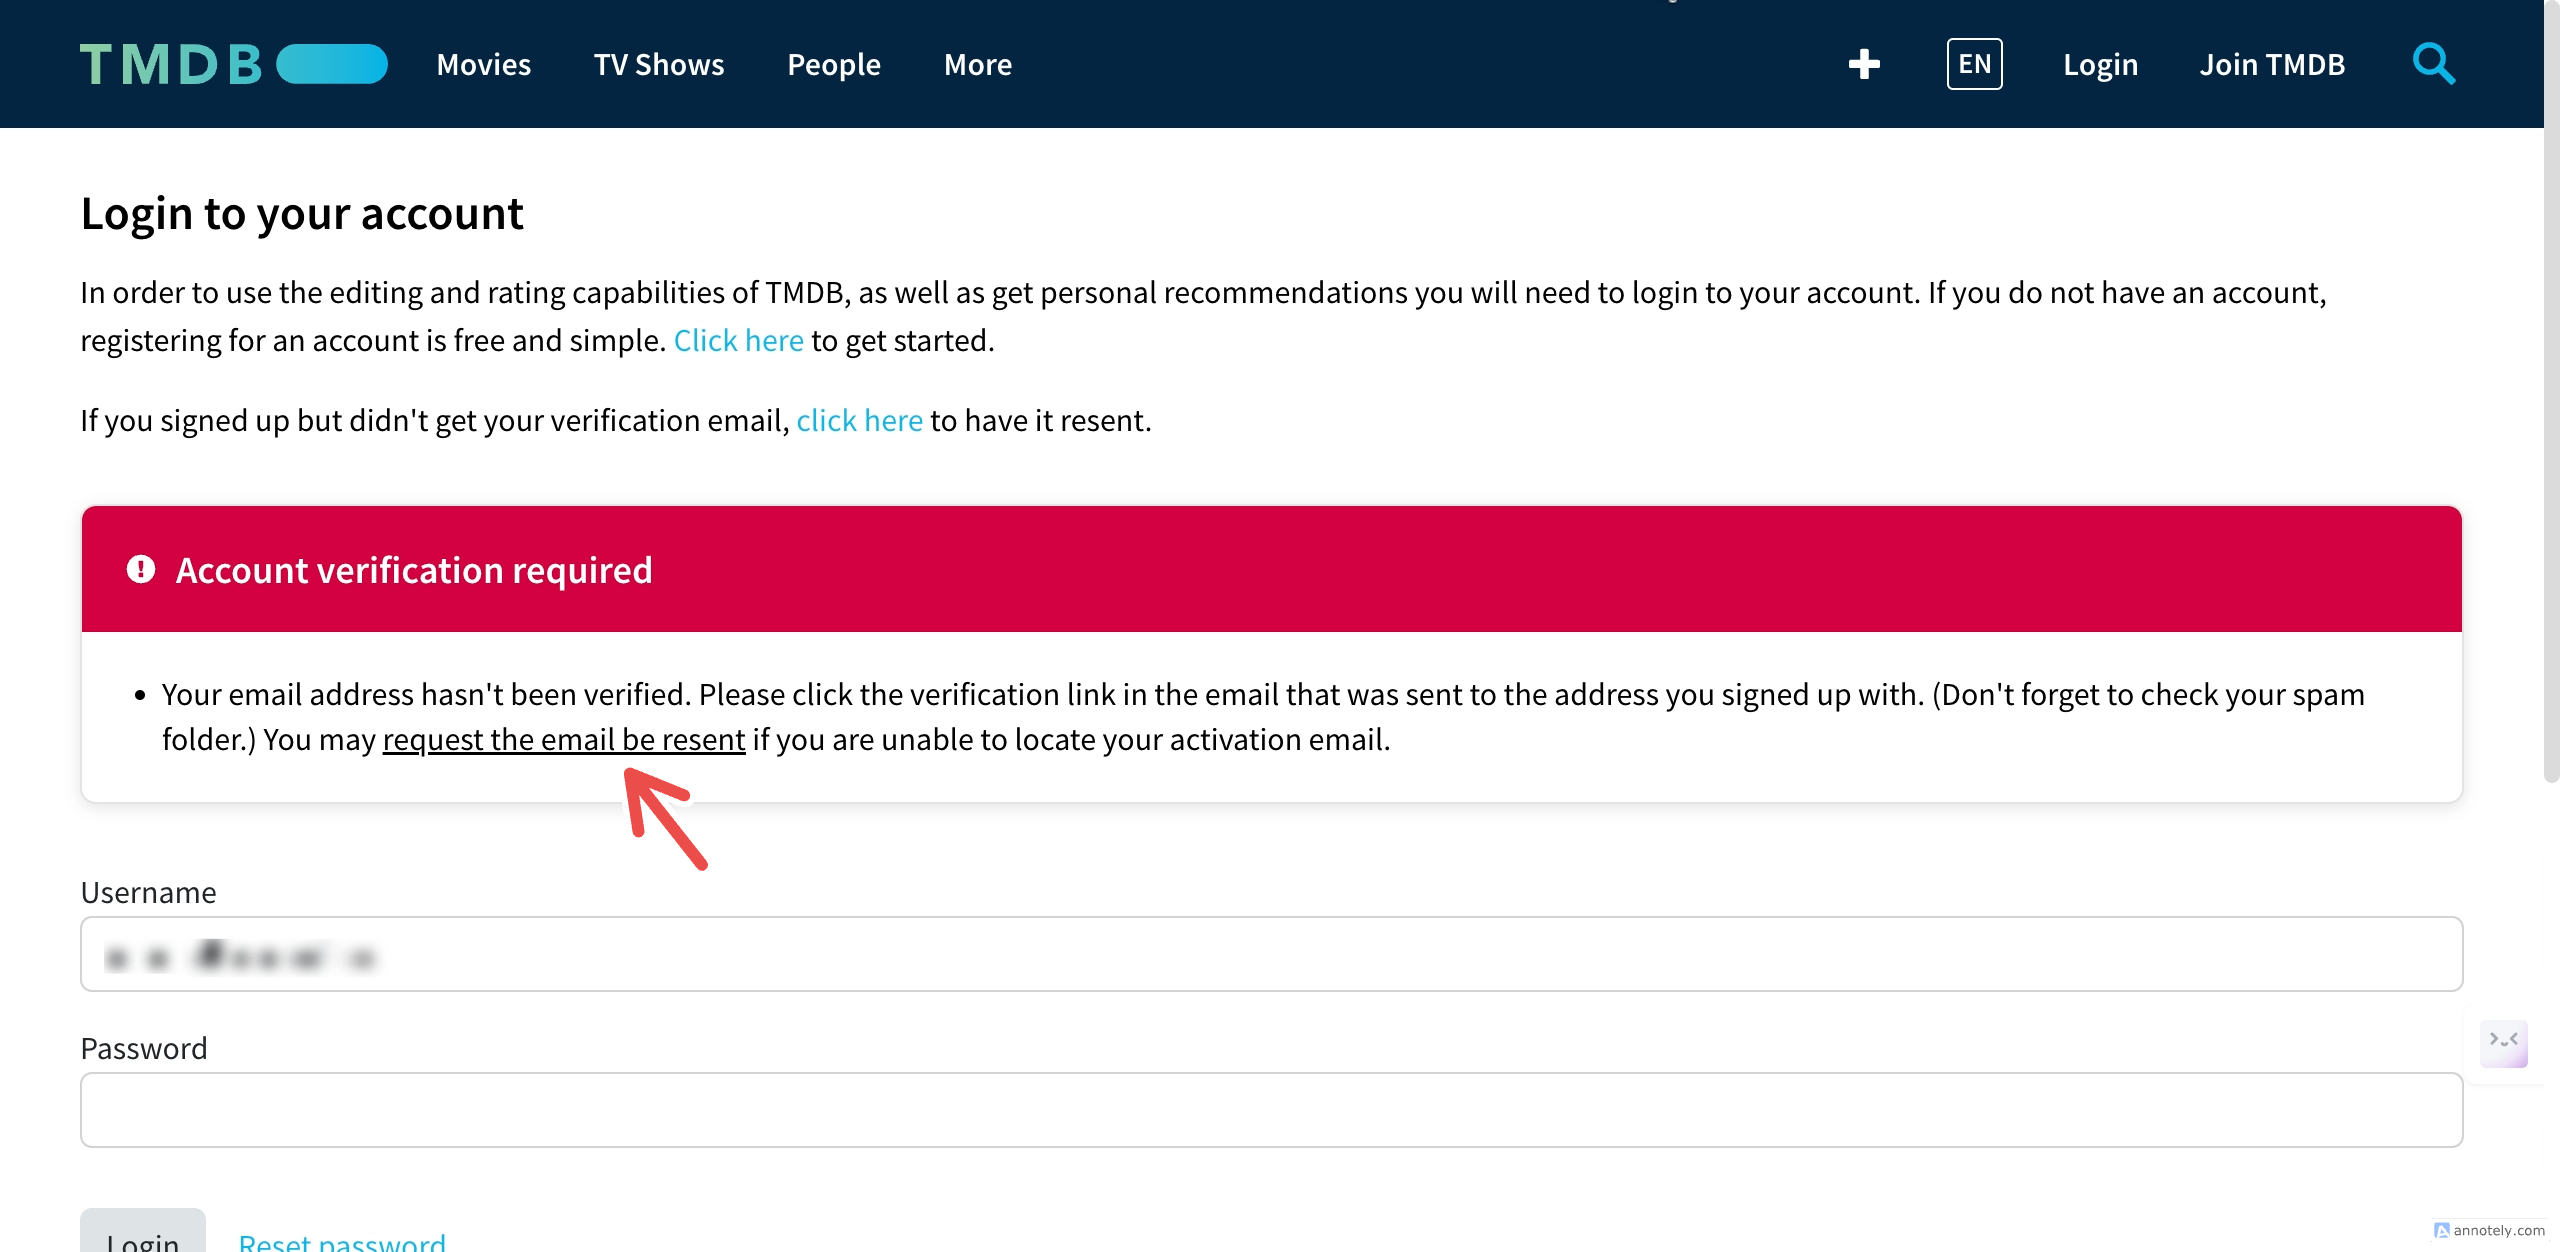 TMDB
Movies
TV Shows
People
More
EN
Login
Join TMDB
Login to your account
In order to use the editing and rating capabilities of TMDB, as well as get personal recommendations you will need to login to your account. If you do not have an account,
registering for an account is free and simple. Click here to get started.
If you signed up but didn't get your verification email, click here to have it resent.
Account verification required
• Your email address hasn't been verified. Please click the verification link in the email that was sent to the address you signed up with. (Don't forget to check your spam
folder.) You may request the email be resent if you are unable to locate your activation email.
Username
Password
Login
Reset password
annotely.com